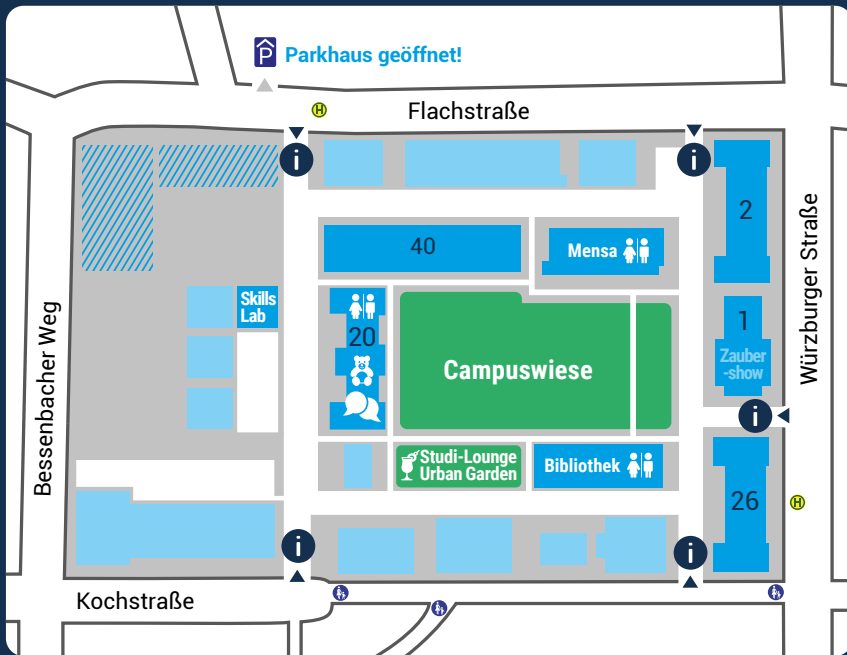 P
Parkhaus geöffnet!
H
Flachstraße
i
i
2
40
Mensa
Würzburger Straße
Skills
Lab
20
1
Zauber
-show
Campuswiese
Bessenbacher Weg
i
Studi-Lounge
Urban Garden
Bibliothek
26
H
i
i
Kochstraße